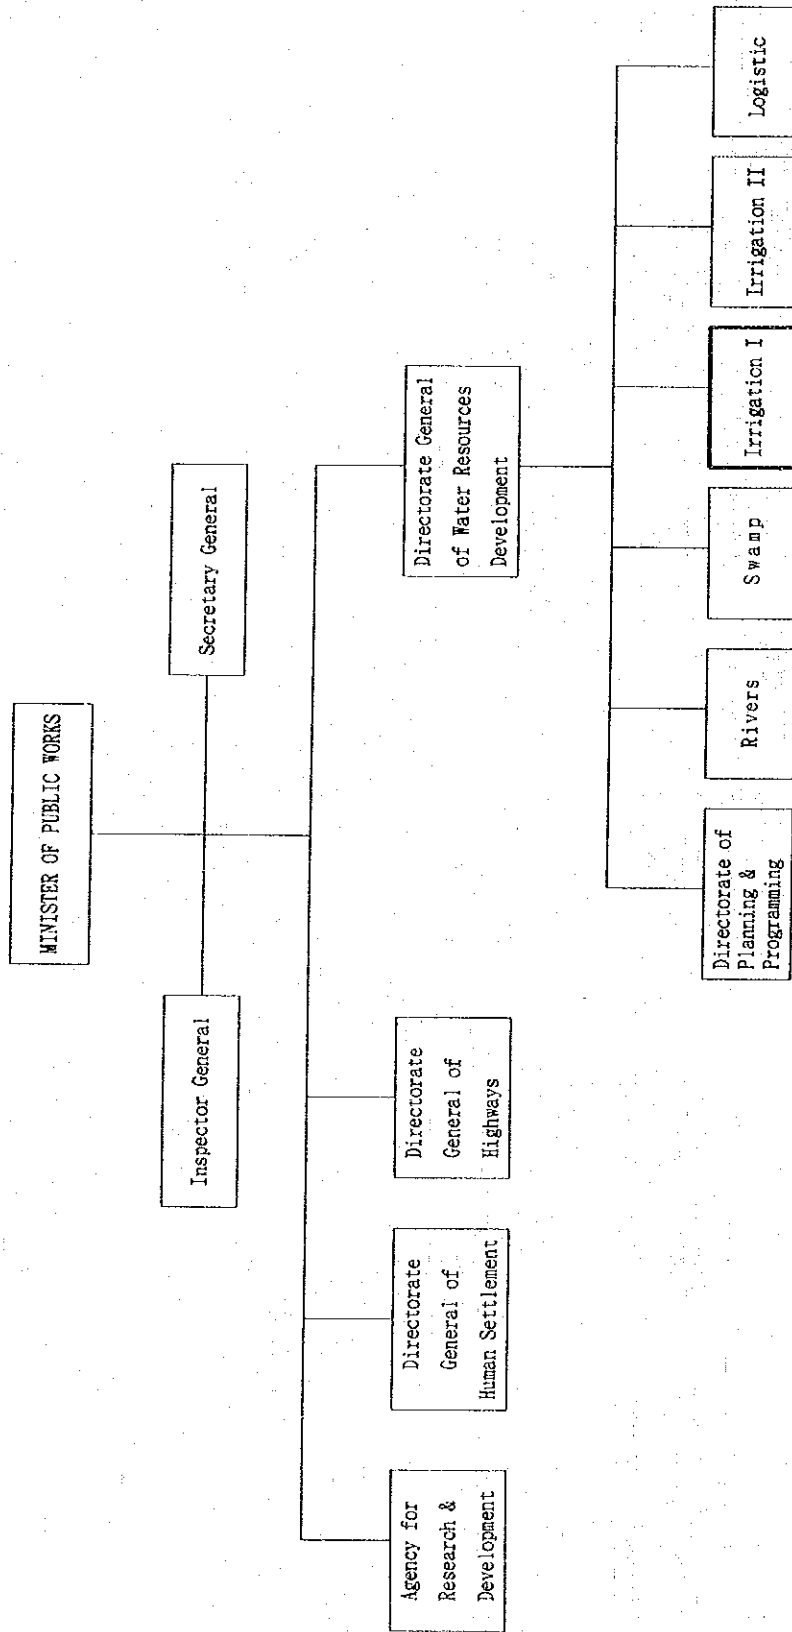 MINISTER OF PUBLIC WORKS
Inspector General
Secretary General
Agency for
Research &
Development
Directorate
General of
Human Settlement
Directorate
General of
Highways
Directorate General
of Water Resources
Development
Directorate of
Planning &
Programming
Rivers
Swamp
Irrigation I
Irrigation II
Logistic